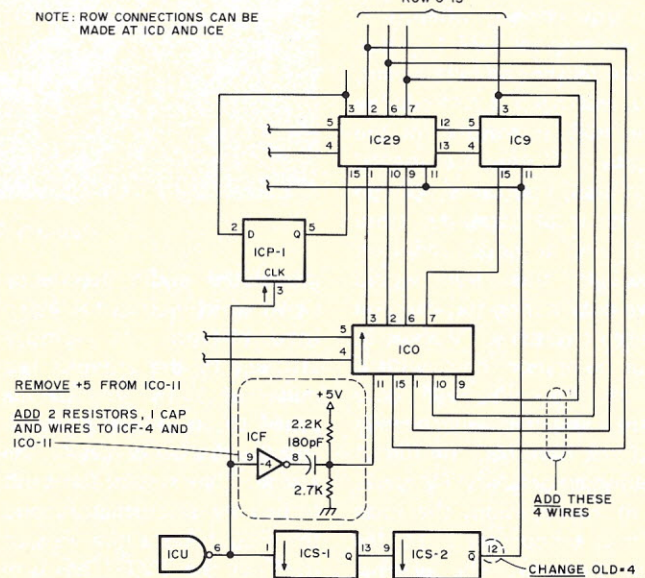 ROW 0-15
NOTE: ROW CONNECTIONS CAN BE
MADE AT ICD AND ICE
3 2 6 7 3
5 IC29 12 5 IC9
4 13 4
15 1 10 9 11 15 11
2 D Q 5
ICP-1
CLK
3
3 2 6 7
5 ICO
4
11 15 1 10 9
REMOVE +5 FROM ICO-11
ADD 2 RESISTORS, 1 CAP
AND WIRES TO ICF-4 AND
ICO-11
+5V
2.2K
ICF 180pF
9 -4 8
2.7K
ADD THESE
4 WIRES
ICU 6 1 ICS-1 Q 13 9 ICS-2 Q̅ 12
CHANGE OLD#4